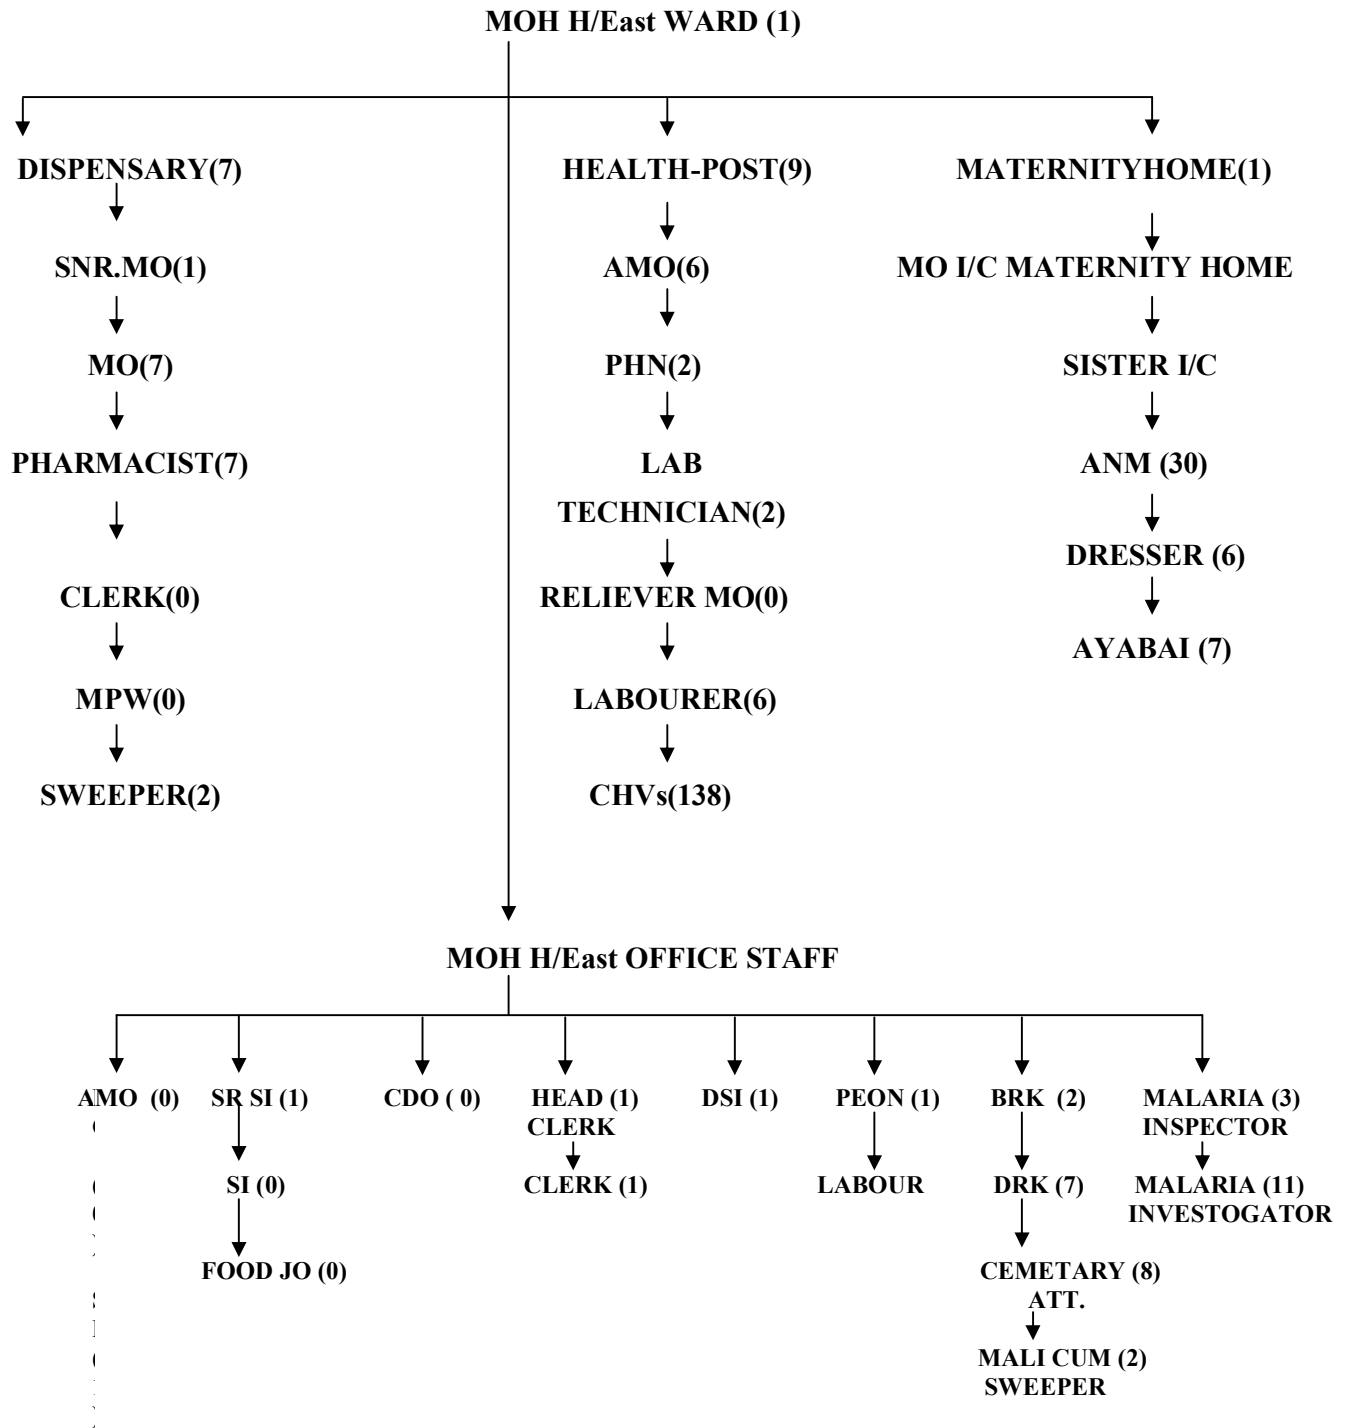 MOH H/East WARD (1)
DISPENSARY(7)
HEALTH-POST(9)
MATERNITYHOME(1)
SNR.MO(1)
AMO(6)
MO I/C MATERNITY HOME
MO(7)
PHN(2)
SISTER I/C
PHARMACIST(7)
LAB
TECHNICIAN(2)
ANM (30)
DRESSER (6)
CLERK(0)
RELIEVER MO(0)
AYABAI (7)
MPW(0)
LABOURER(6)
SWEEPER(2)
CHVs(138)
MOH H/East OFFICE STAFF
AMO (0)
SR SI (1)
CDO ( 0)
HEAD (1)
CLERK
DSI (1)
PEON (1)
BRK (2)
MALARIA (3)
INSPECTOR
SI (0)
CLERK (1)
LABOUR
DRK (7)
MALARIA (11)
INVESTOGATOR
FOOD JO (0)
CEMETARY (8)
ATT.
MALI CUM (2)
SWEEPER